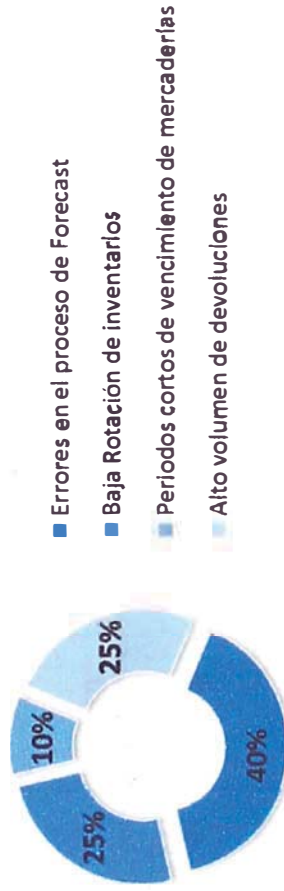 Errores en el proceso de Forecast
Baja Rotación de inventarios
Periodos cortos de vencimiento de mercaderías
Alto volumen de devoluciones
10%
25%
25%
40%